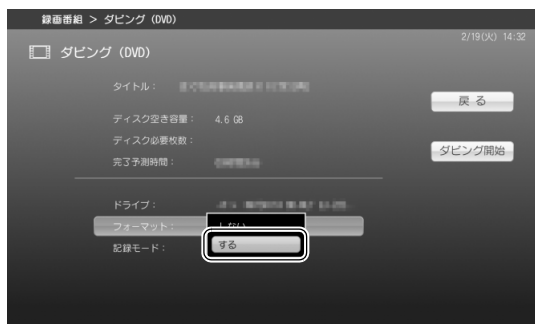 録画番組 > ダビング (DVD)
2/19(火) 14:32
ダビング (DVD)
タイトル：
戻る
ディスク空き容量： 4.6 GB
ディスク必要枚数：
ダビング開始
完了予測時間：
ドライブ：
フォーマット： しない
する
記録モード：